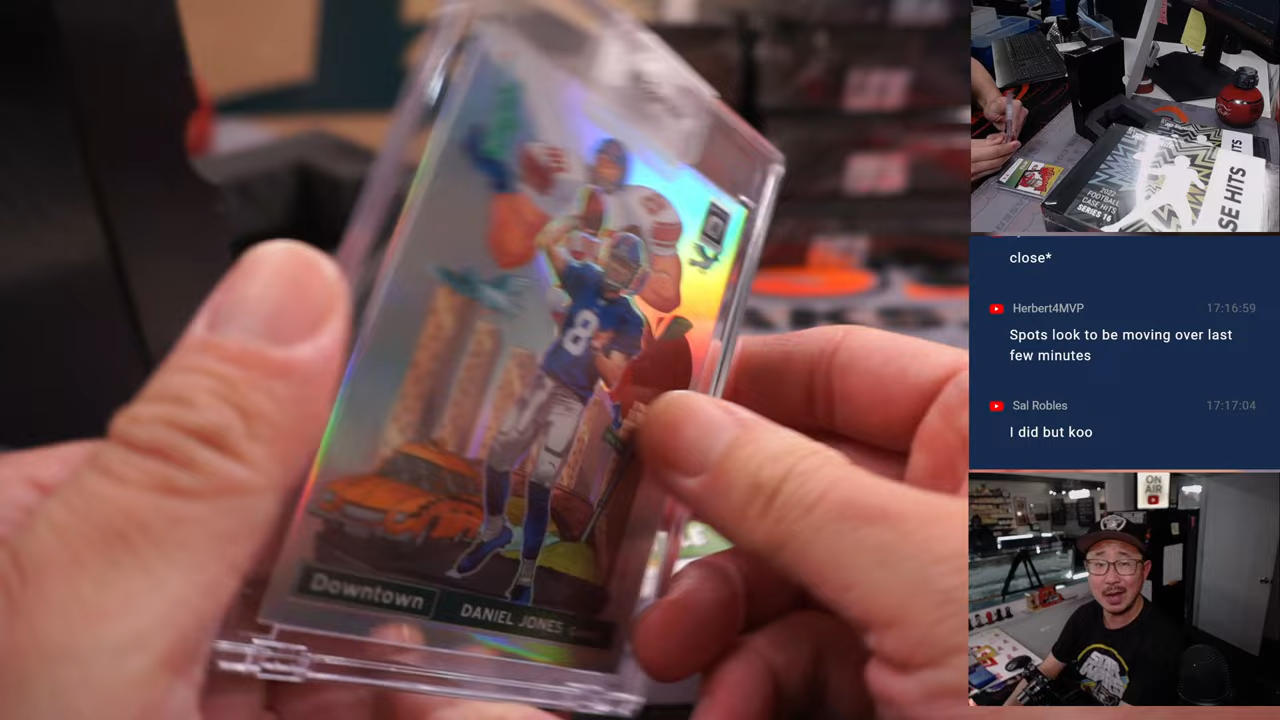 8
Downtown
DANIEL JONES
2022
FOOTBALL
CASE HITS
SERIES 16
SE HITS
close*
Herbert4MVP 17:16:59
Spots look to be moving over last
few minutes
Sal Robles 17:17:04
I did but koo
ON
AIR